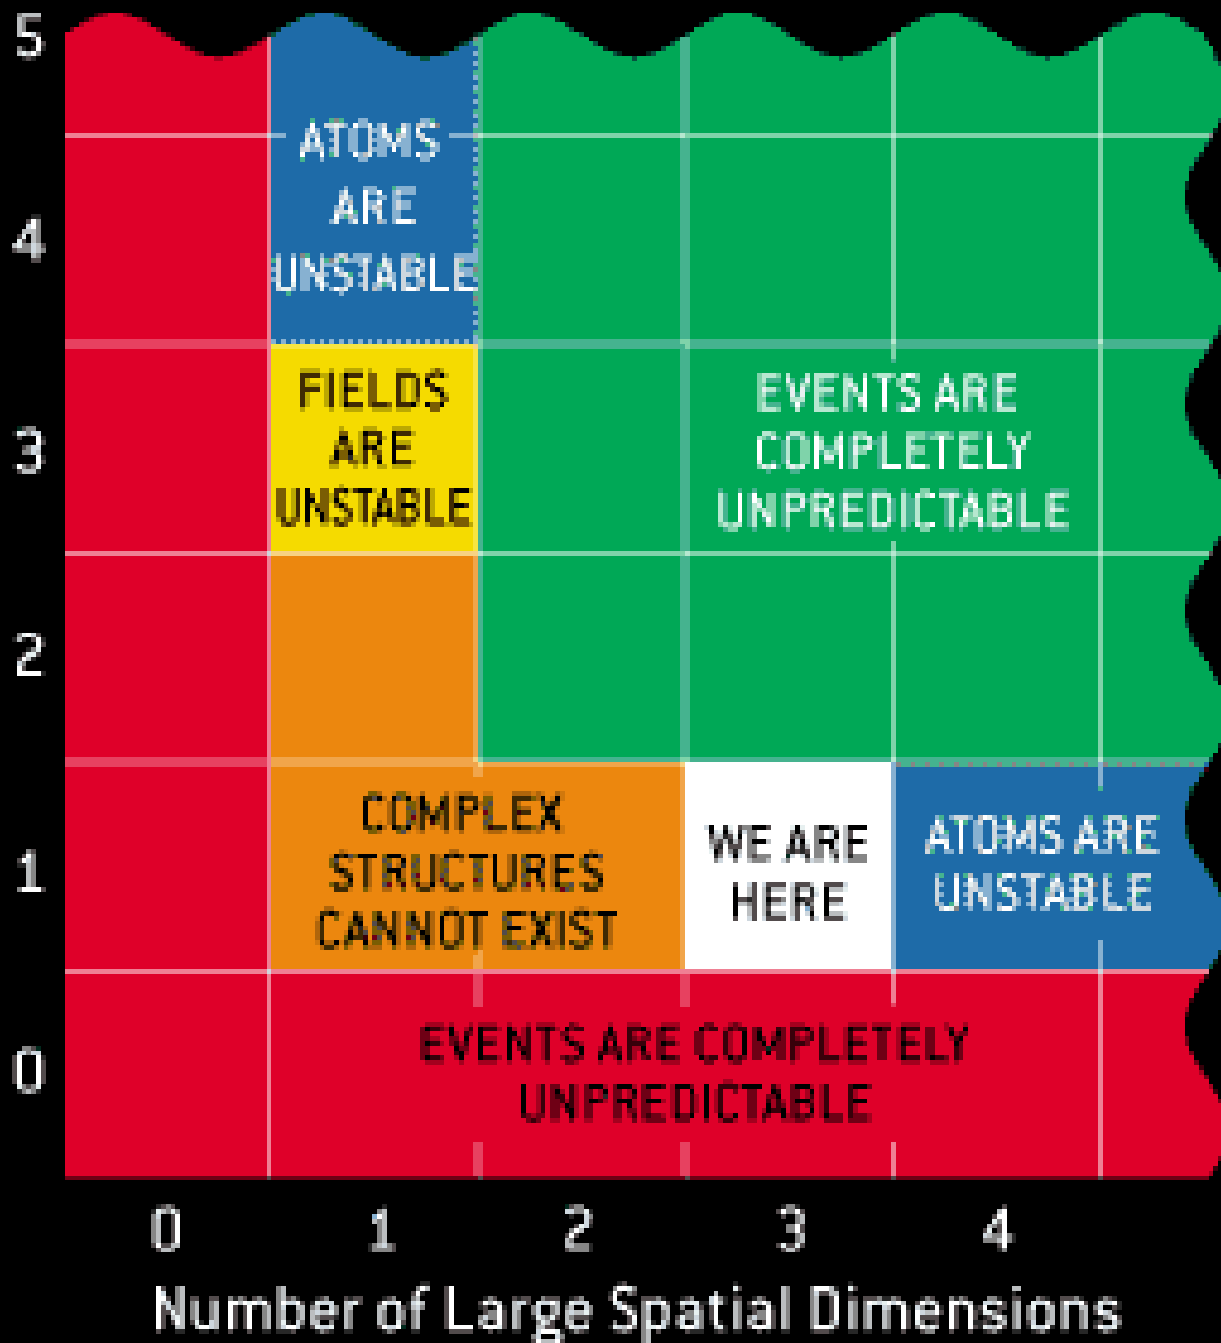 5
ATOMS
ARE
UNSTABLE
4
FIELDS
ARE
UNSTABLE
EVENTS ARE
COMPLETELY
UNPREDICTABLE
3
2
COMPLEX
STRUCTURES
CANNOT EXIST
WE ARE
HERE
ATOMS ARE
UNSTABLE
1
EVENTS ARE COMPLETELY
UNPREDICTABLE
0
0 1 2 3 4
Number of Large Spatial Dimensions